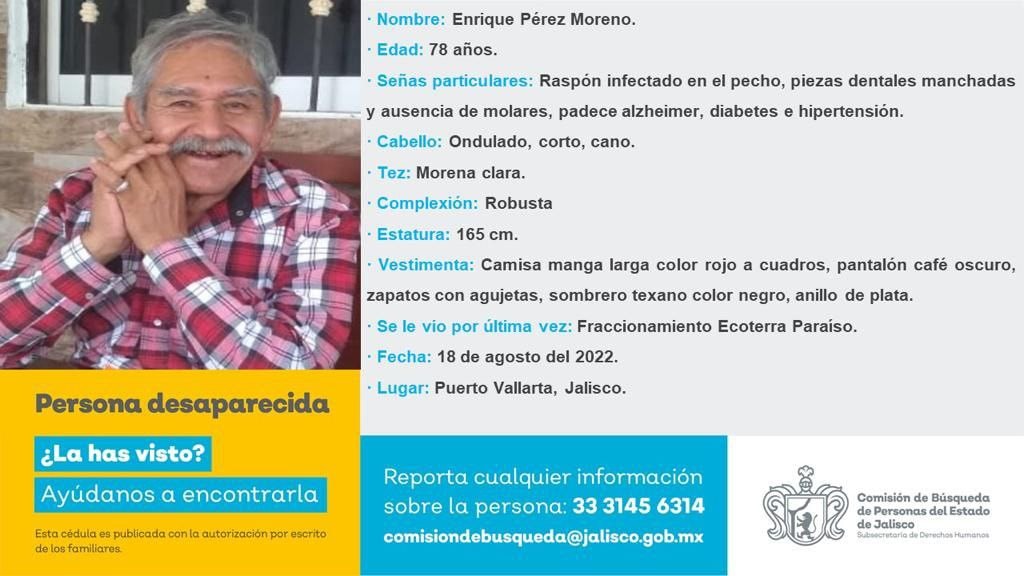 · Nombre: Enrique Pérez Moreno.
· Edad: 78 años.
· Señas particulares: Raspón infectado en el pecho, piezas dentales manchadas
y ausencia de molares, padece alzheimer, diabetes e hipertensión.
· Cabello: Ondulado, corto, cano.
· Tez: Morena clara.
· Complexión: Robusta
· Estatura: 165 cm.
· Vestimenta: Camisa manga larga color rojo a cuadros, pantalón café oscuro,
zapatos con agujetas, sombrero texano color negro, anillo de plata.
· Se le vio por última vez: Fraccionamiento Ecoterra Paraíso.
· Fecha: 18 de agosto del 2022.
· Lugar: Puerto Vallarta, Jalisco.
Persona desaparecida
¿La has visto?
Ayúdanos a encontrarla
Esta cédula es publicada con la autorización por escrito
de los familiares.
Reporta cualquier información
sobre la persona: 33 3145 6314
comisiondebusqueda@jalisco.gob.mx
Comisión de Búsqueda
de Personas del Estado
de Jalisco
Subsecretaría de Derechos Humanos